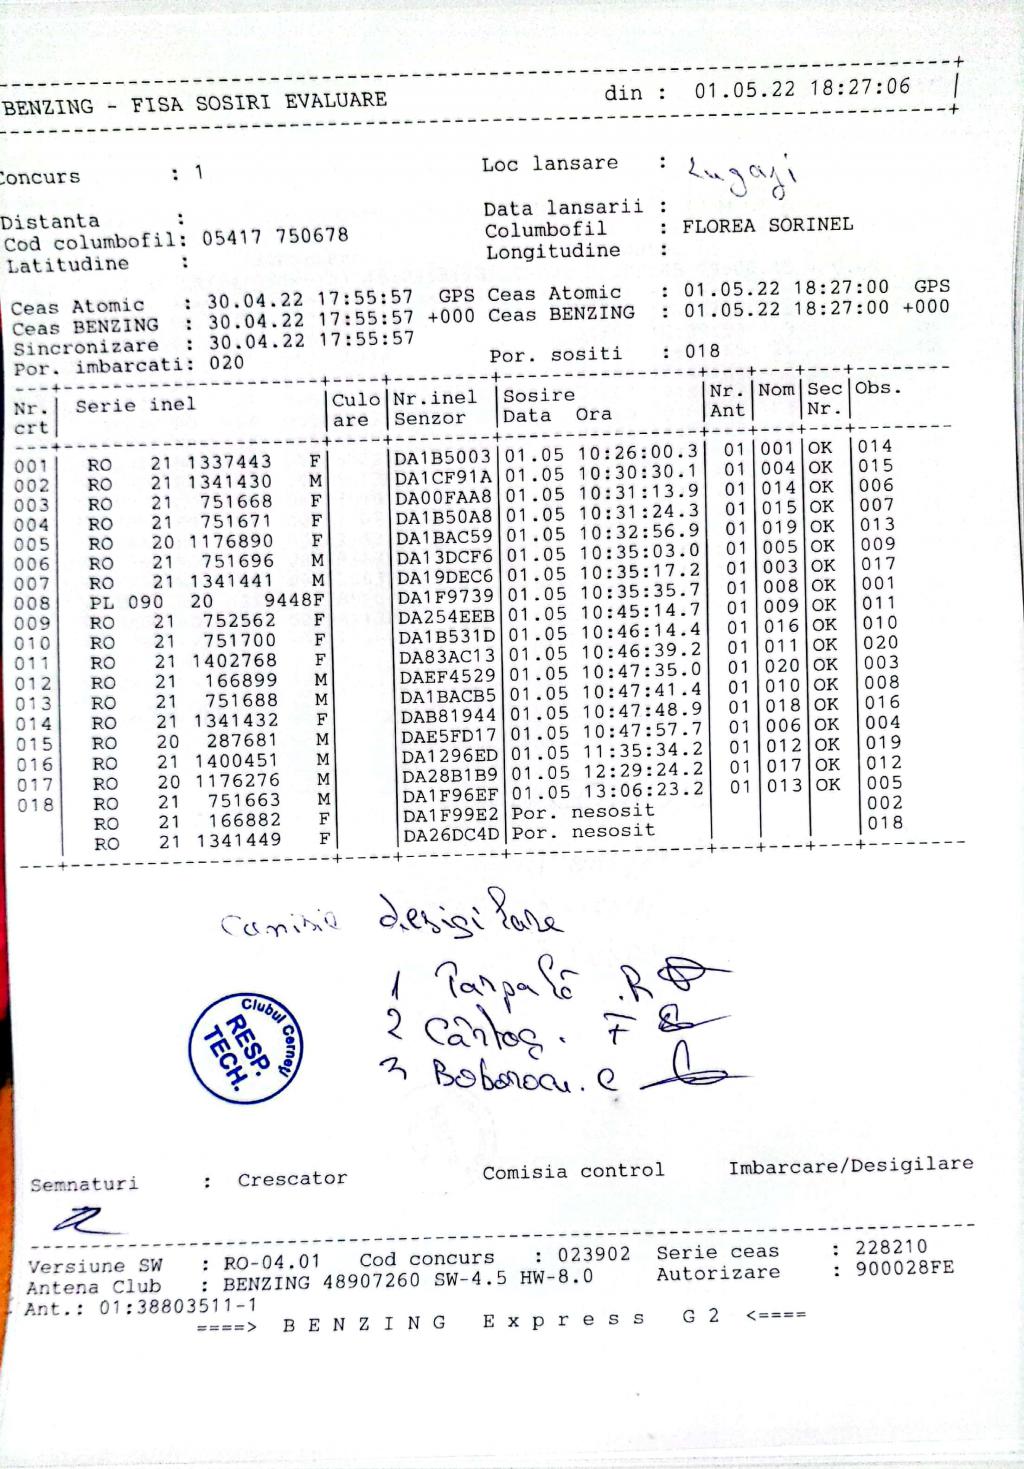 BENZING - FISA SOSIRI EVALUARE din : 01.05.22 18:27:06
Concurs : 1 Loc lansare :
Distanta : Data lansarii :
Cod columbofil: 05417 750678 Columbofil : FLOREA SORINEL
Latitudine : Longitudine :
Ceas Atomic : 30.04.22 17:55:57 GPS Ceas Atomic : 01.05.22 18:27:00 GPS
Ceas BENZING : 30.04.22 17:55:57 +000 Ceas BENZING : 01.05.22 18:27:00 +000
Sincronizare : 30.04.22 17:55:57
Por. imbarcati: 020 Por. sositi : 018
Nr. Serie inel Culo Nr.inel Sosire Nr. Nom Sec Obs.
crt are Senzor Data Ora Ant Nr.
001 RO 21 1337443 F DA1B5003 01.05 10:26:00.3 01 001 OK 014
002 RO 21 1341430 M DA1CF91A 01.05 10:30:30.1 01 004 OK 015
003 RO 21 751668 F DA00FAA8 01.05 10:31:13.9 01 014 OK 006
004 RO 21 751671 F DA1B50A8 01.05 10:31:24.3 01 015 OK 007
005 RO 20 1176890 F DA1BAC59 01.05 10:32:56.9 01 019 OK 013
006 RO 21 751696 M DA13DCF6 01.05 10:35:03.0 01 005 OK 009
007 RO 21 1341441 M DA19DEC6 01.05 10:35:17.2 01 003 OK 017
008 PL 090 20 9448F DA1F9739 01.05 10:35:35.7 01 008 OK 001
009 RO 21 752562 F DA254EEB 01.05 10:45:14.7 01 009 OK 011
010 RO 21 751700 F DA1B531D 01.05 10:46:14.4 01 016 OK 010
011 RO 21 1402768 F DA83AC13 01.05 10:46:39.2 01 011 OK 020
012 RO 21 166899 M DAEF4529 01.05 10:47:35.0 01 020 OK 003
013 RO 21 751688 M DA1BACB5 01.05 10:47:41.4 01 010 OK 008
014 RO 21 1341432 F DAB81944 01.05 10:47:48.9 01 018 OK 016
015 RO 20 287681 M DAE5FD17 01.05 10:47:57.7 01 006 OK 004
016 RO 21 1400451 M DA1296ED 01.05 11:35:34.2 01 012 OK 019
017 RO 20 1176276 M DA28B1B9 01.05 12:29:24.2 01 017 OK 012
018 RO 21 751663 M DA1F96EF 01.05 13:06:23.2 01 013 OK 005
RO 21 166882 F DA1F99E2 Por. nesosit 002
RO 21 1341449 F DA26DC4D Por. nesosit 018
Comisia desigilare
1
2
3
Clubul Cerney
RESP.
TECH.
Semnaturi : Crescator Comisia control Imbarcare/Desigilare
Versiune SW : RO-04.01 Cod concurs : 023902 Serie ceas : 228210
Antena Club : BENZING 48907260 SW-4.5 HW-8.0 Autorizare : 900028FE
Ant.: 01:38803511-1
====> B E N Z I N G E x p r e s s G 2 <====